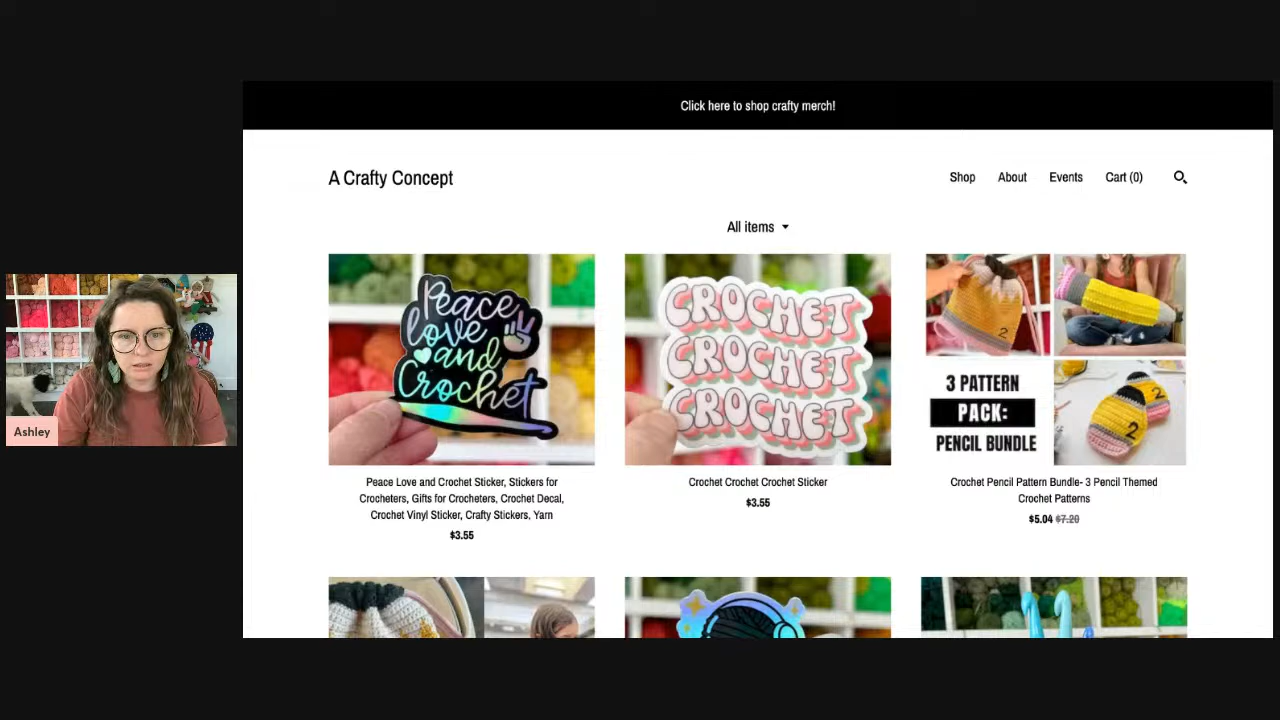 Click here to shop crafty merch!
A Crafty Concept
Shop
About
Events
Cart (0)
All items
Peace
love
and
Crochet
CROCHET
CROCHET
CROCHET
2
3 PATTERN
PACK:
PENCIL BUNDLE
2
2
Ashley
Peace Love and Crochet Sticker, Stickers for
Crocheters, Gifts for Crocheters, Crochet Decal,
Crochet Vinyl Sticker, Crafty Stickers, Yarn
$3.55
Crochet Crochet Crochet Sticker
$3.55
Crochet Pencil Pattern Bundle- 3 Pencil Themed
Crochet Patterns
$5.04 $7.20